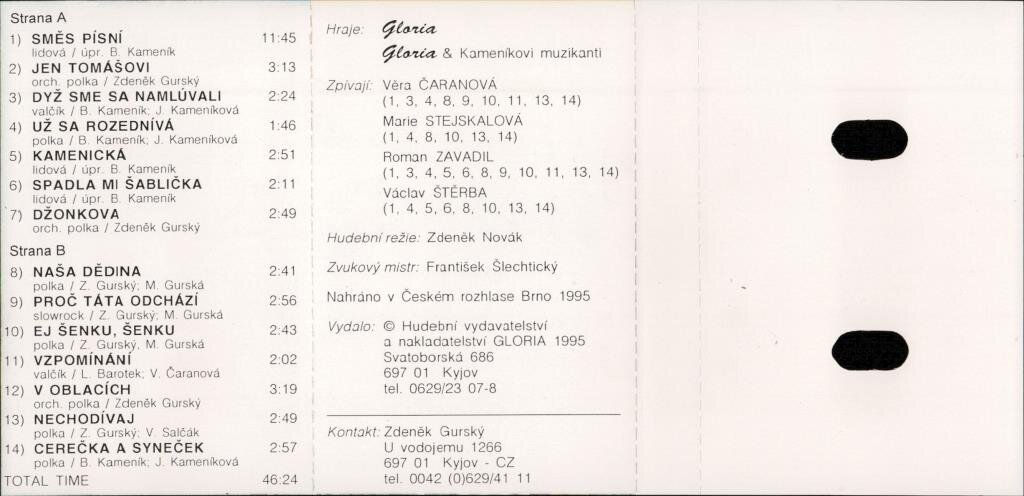 Strana A
1) SMĚS PÍSNÍ 11:45
lidová / úpr. B. Kameník
2) JEN TOMÁŠOVI 3:13
orch. polka / Zdeněk Gurský
3) DYŽ SME SA NAMLÚVALI 2:24
valčík / B. Kameník; J. Kameníková
4) UŽ SA ROZEDNÍVÁ 1:46
polka / B. Kameník; J. Kameníková
5) KAMENICKÁ 2:51
lidová / úpr. B. Kameník
6) SPADLA MI ŠABLIČKA 2:11
lidová / úpr. B. Kameník
7) DŽONKOVA 2:49
orch. polka / Zdeněk Gurský
Strana B
8) NAŠA DĚDINA 2:41
polka / Z. Gurský; M. Gurská
9) PROČ TÁTA ODCHÁZÍ 2:56
slowrock / Z. Gurský; M. Gurská
10) EJ ŠENKU, ŠENKU 2:43
polka / Z. Gurský, M. Gurská
11) VZPOMÍNÁNÍ 2:02
valčík / L. Barotek; V. Čaranová
12) V OBLACÍCH 3:19
orch. polka / Zdeněk Gurský
13) NECHODÍVAJ 2:49
polka / Z. Gurský; V. Salčák
14) CEREČKA A SYNEČEK 2:57
polka / B. Kameník; J. Kameníková
TOTAL TIME 46:24
Hraje: Gloria
Gloria & Kameníkovi muzikanti
Zpívají: Věra ČARANOVÁ
(1, 3, 4, 8, 9, 10, 11, 13, 14)
Marie STEJSKALOVÁ
(1, 4, 8, 10, 13, 14)
Roman ZAVADIL
(1, 3, 4, 5, 6, 8, 9, 10, 11, 13, 14)
Václav ŠTĚRBA
(1, 4, 5, 6, 8, 10, 13, 14)
Hudební režie: Zdeněk Novák
Zvukový mistr: František Šlechtický
Nahráno v Českém rozhlase Brno 1995
Vydalo: © Hudební vydavatelství
a nakladatelství GLORIA 1995
Svatoborská 686
697 01 Kyjov
tel. 0629/23 07-8
Kontakt: Zdeněk Gurský
U vodojemu 1266
697 01 Kyjov - CZ
tel. 0042 (0)629/41 11